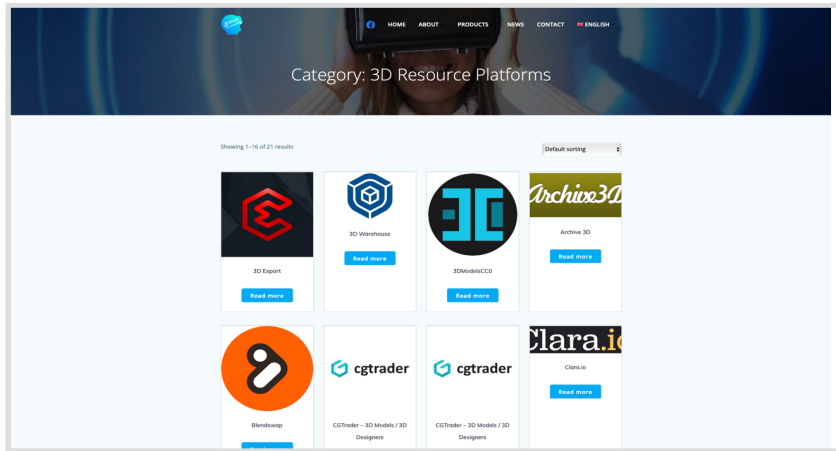 HOME ABOUT PRODUCTS NEWS CONTACT ENGLISH
Category: 3D Resource Platforms
Showing 1–16 of 21 results
Default sorting
Archive3D
3D Warehouse
Archive 3D
Read more
Read more
3D Export
3DModelsCC0
Read more
Read more
Clara.io
cgtrader
cgtrader
Clara.io
Read more
Blendswap
CGTrader – 3D Models / 3D
Designers
CGTrader – 3D Models / 3D
Designers